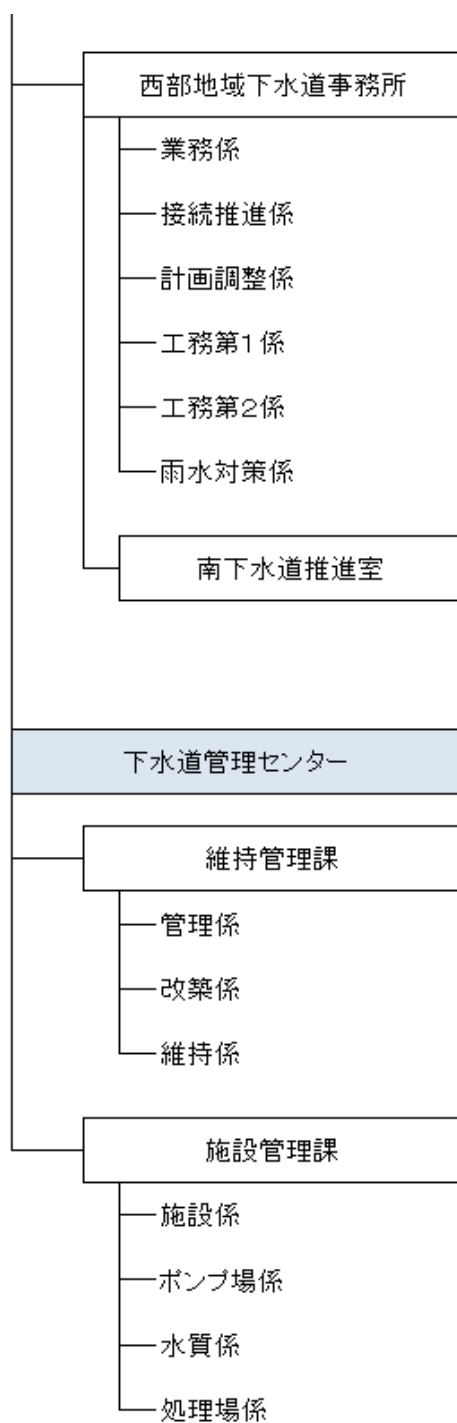 西部地域下水道事務所
業務係
接続推進係
計画調整係
工務第1係
工務第2係
雨水対策係
南下水道推進室
下水道管理センター
維持管理課
管理係
改築係
維持係
施設管理課
施設係
ポンプ場係
水質係
処理場係